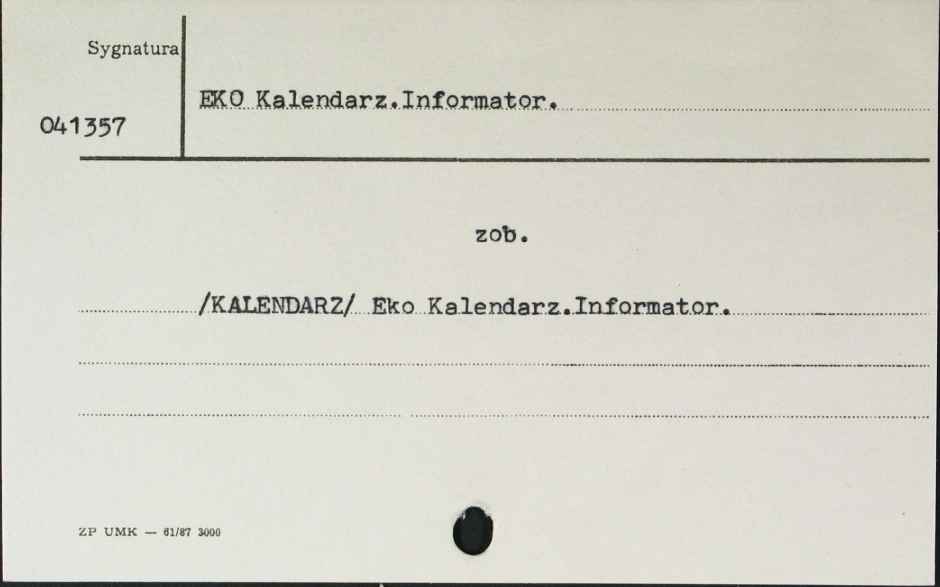 Sygnatura
EKO Kalendarz.Informator.
041357
zob.
/KALENDARZ/ Eko Kalendarz.Informator.
ZP UMK — 61/87 3000